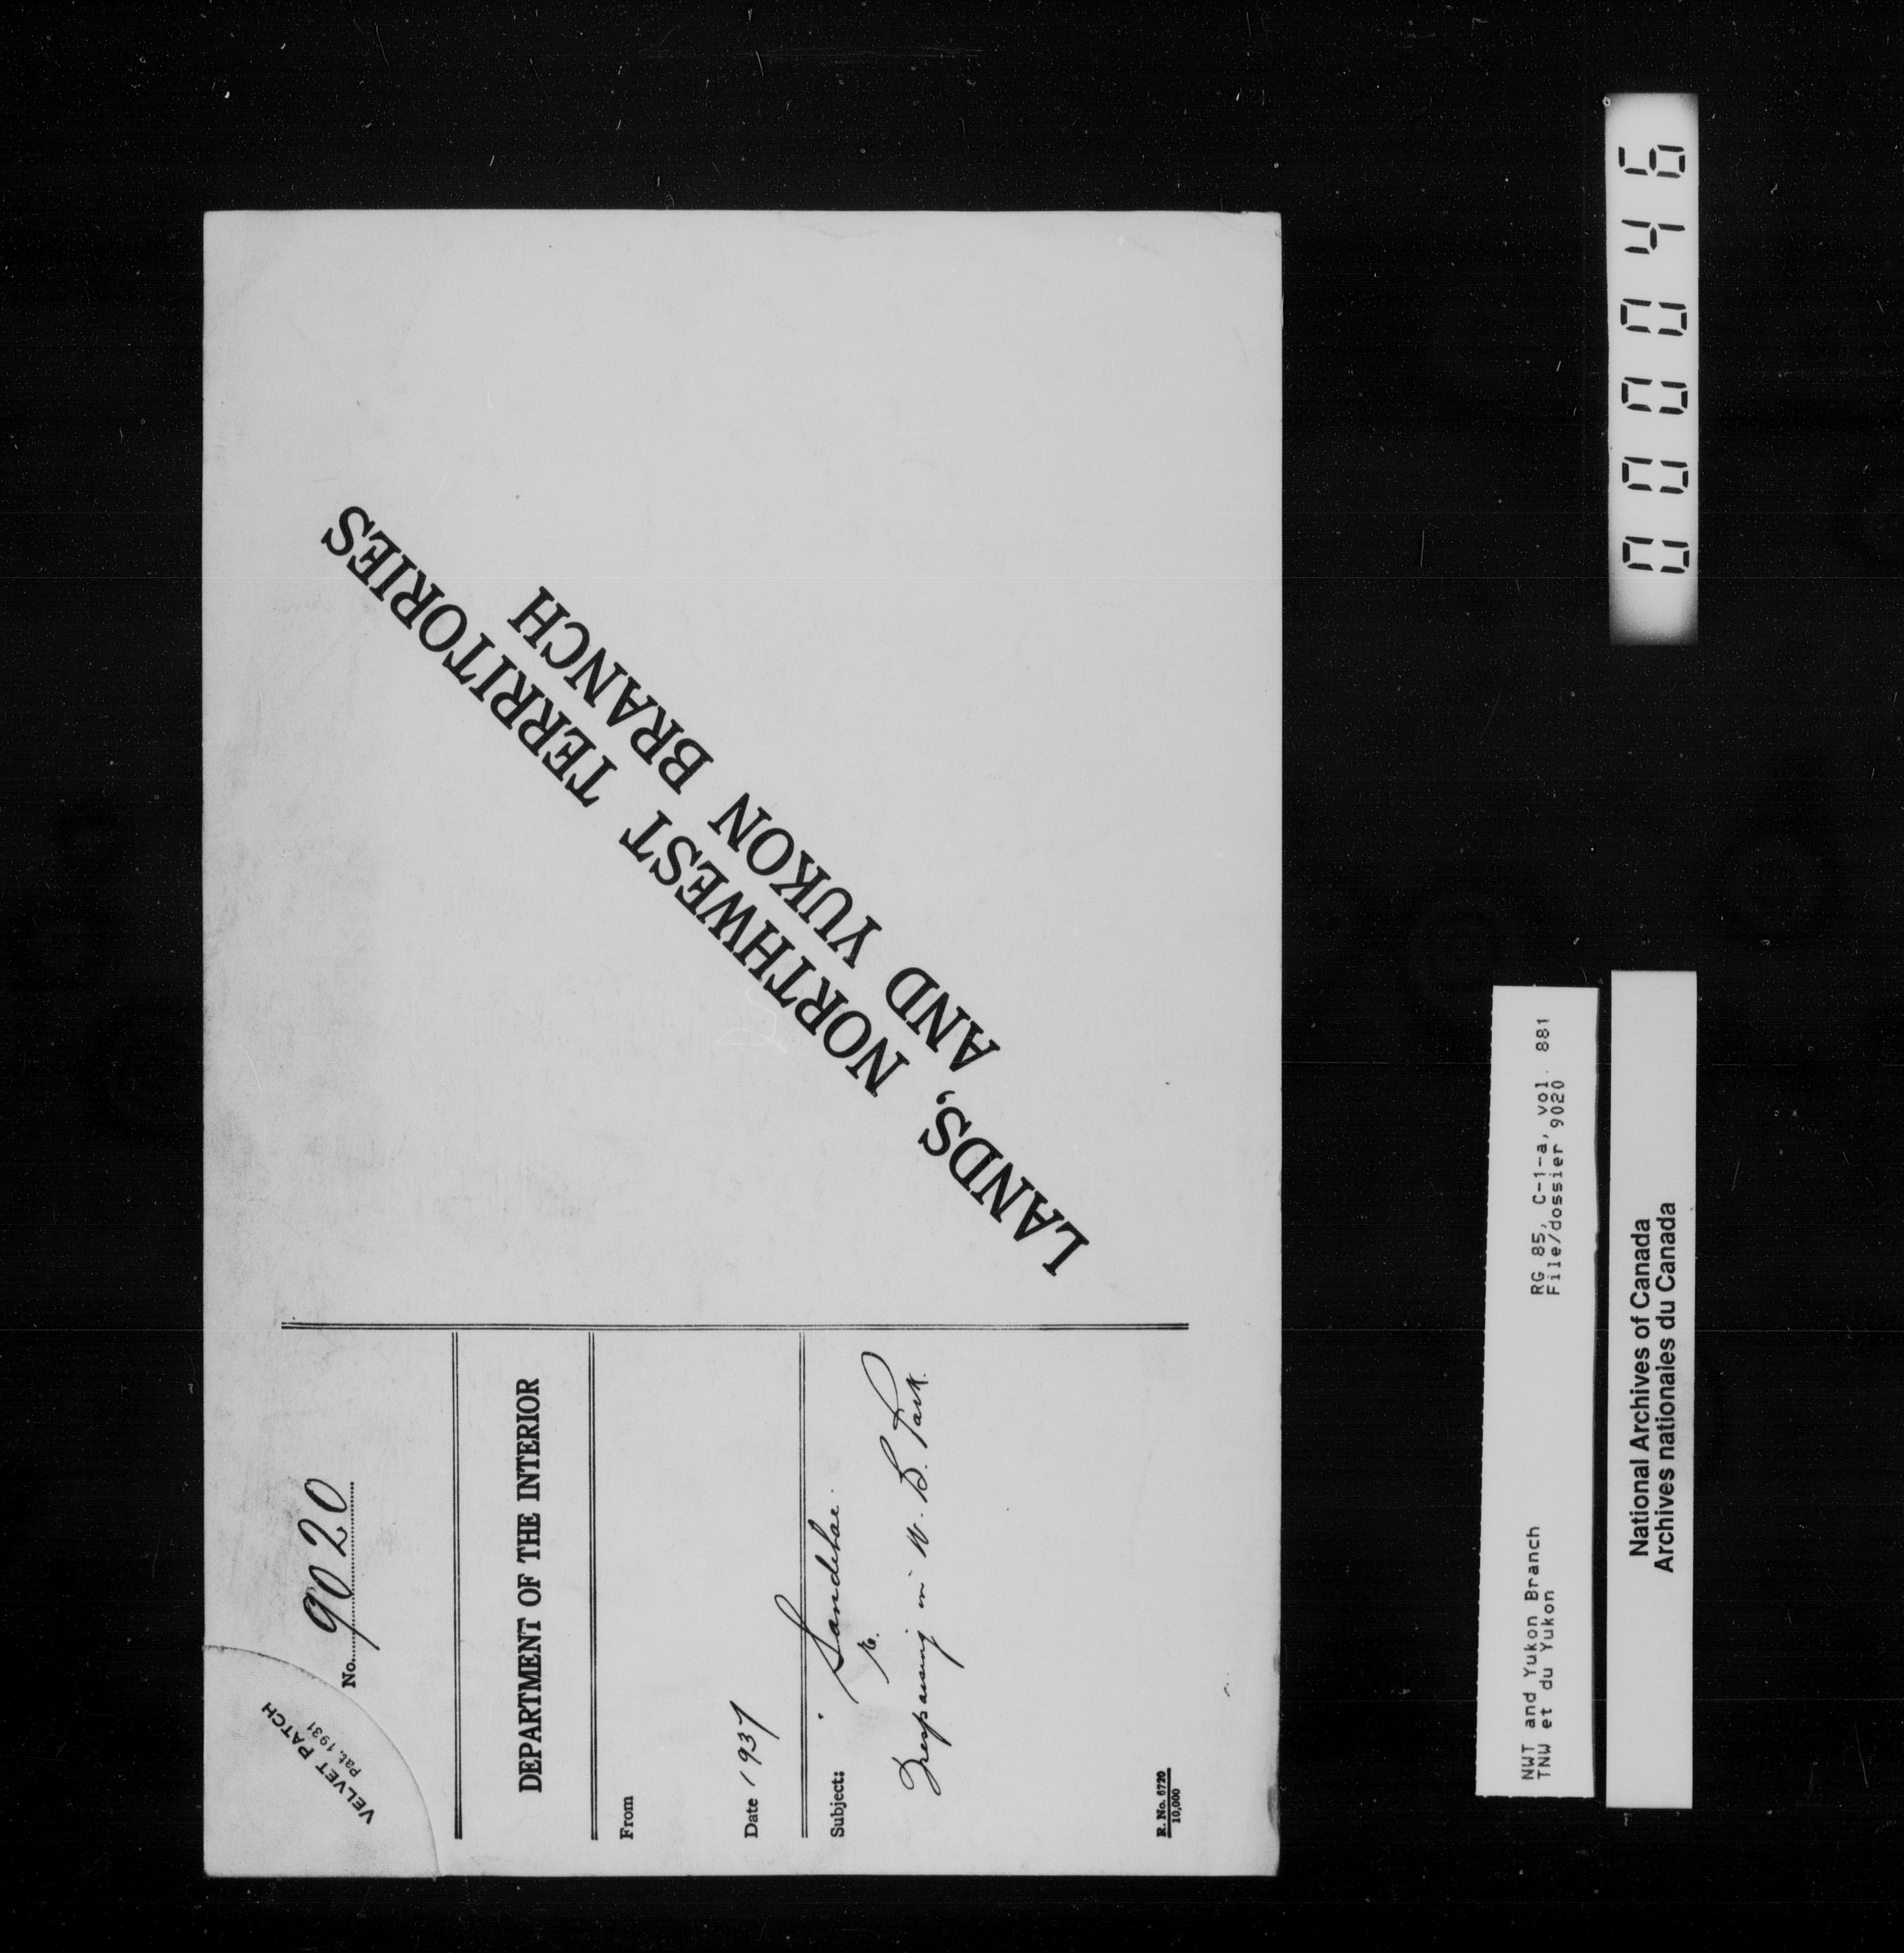 VELVET PATCH
Pat. 1931
No. 9020
DEPARTMENT OF THE INTERIOR
From
Date 1937
Subject:
Trespassing in W. B. Park.
R. No. 6720
10,000
LANDS, NORTHWEST TERRITORIES
AND YUKON BRANCH
NWT and Yukon Branch RG 85, C-1-a, vol. 881
TNW et du Yukon File/dossier 9020
National Archives of Canada
Archives nationales du Canada
000046